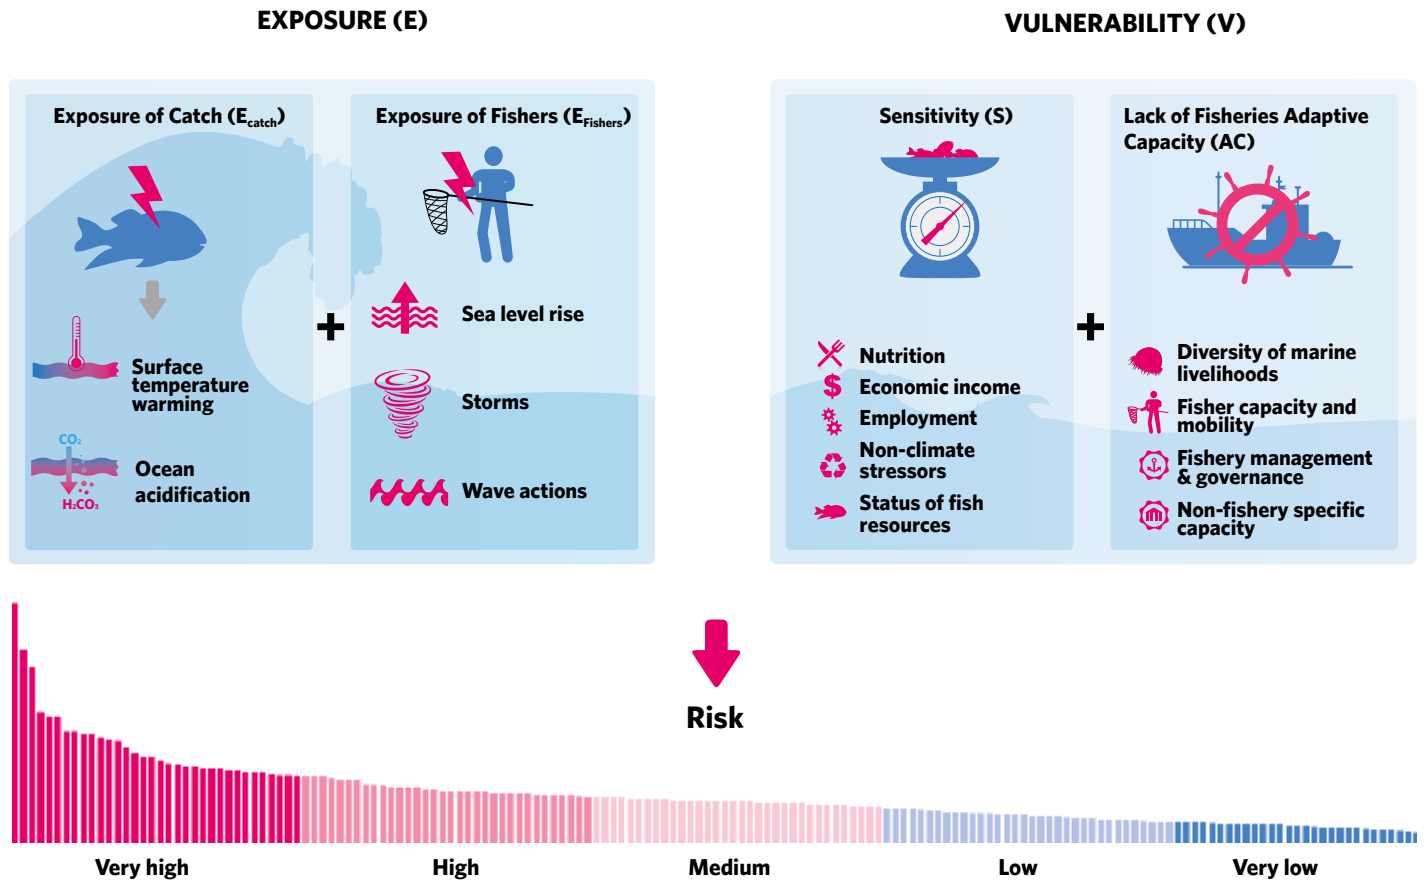 EXPOSURE (E)
VULNERABILITY (V)
Exposure of Catch (Ecatch)
Surface
temperature
warming
CO₂
H₂CO₃
Ocean
acidification
+
Exposure of Fishers (EFishers)
Sea level rise
Storms
Wave actions
Sensitivity (S)
Nutrition
$
Economic income
Employment
Non-climate
stressors
Status of fish
resources
+
Lack of Fisheries Adaptive
Capacity (AC)
Diversity of marine
livelihoods
Fisher capacity and
mobility
Fishery management
& governance
Non-fishery specific
capacity
Risk
Very high
High
Medium
Low
Very low